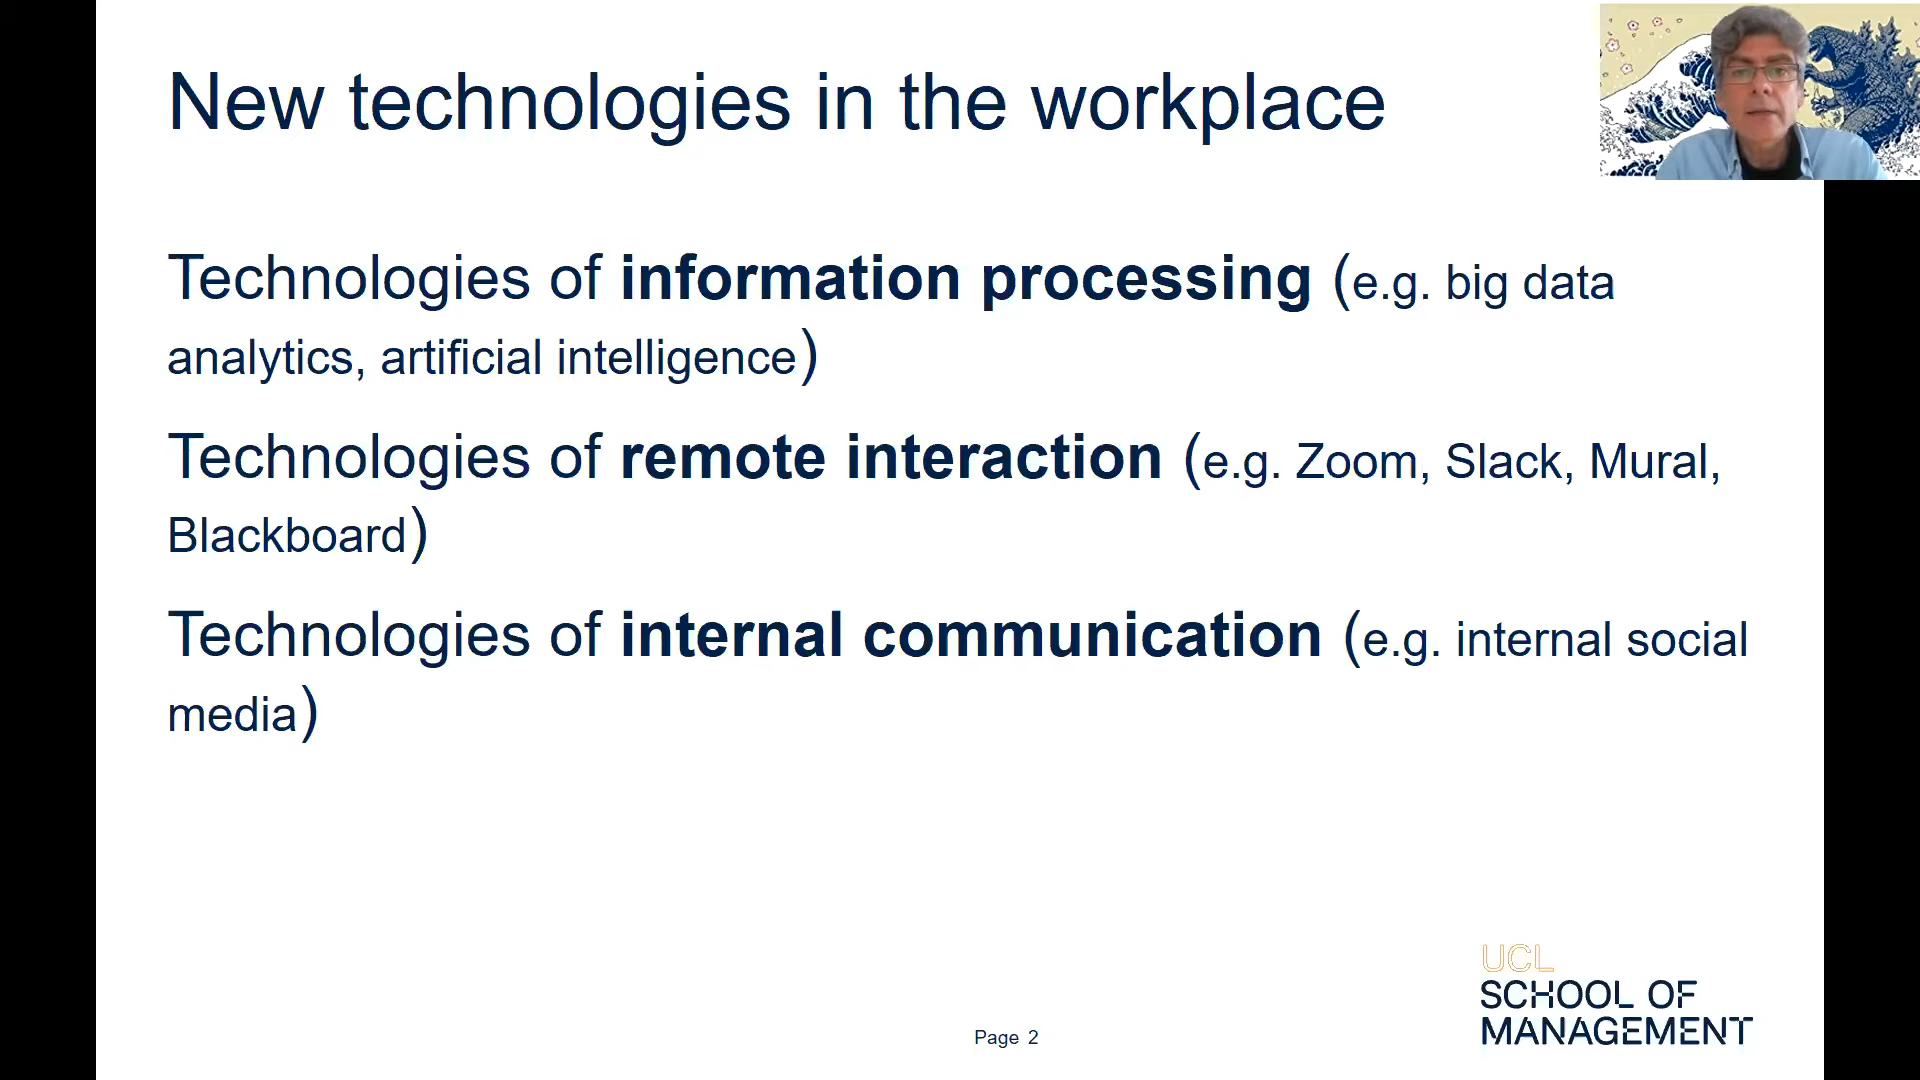 New technologies in the workplace
Technologies of information processing (e.g. big data
analytics, artificial intelligence)
Technologies of remote interaction (e.g. Zoom, Slack, Mural,
Blackboard)
Technologies of internal communication (e.g. internal social
media)
UCL
SCHOOL OF
MANAGEMENT
Page 2